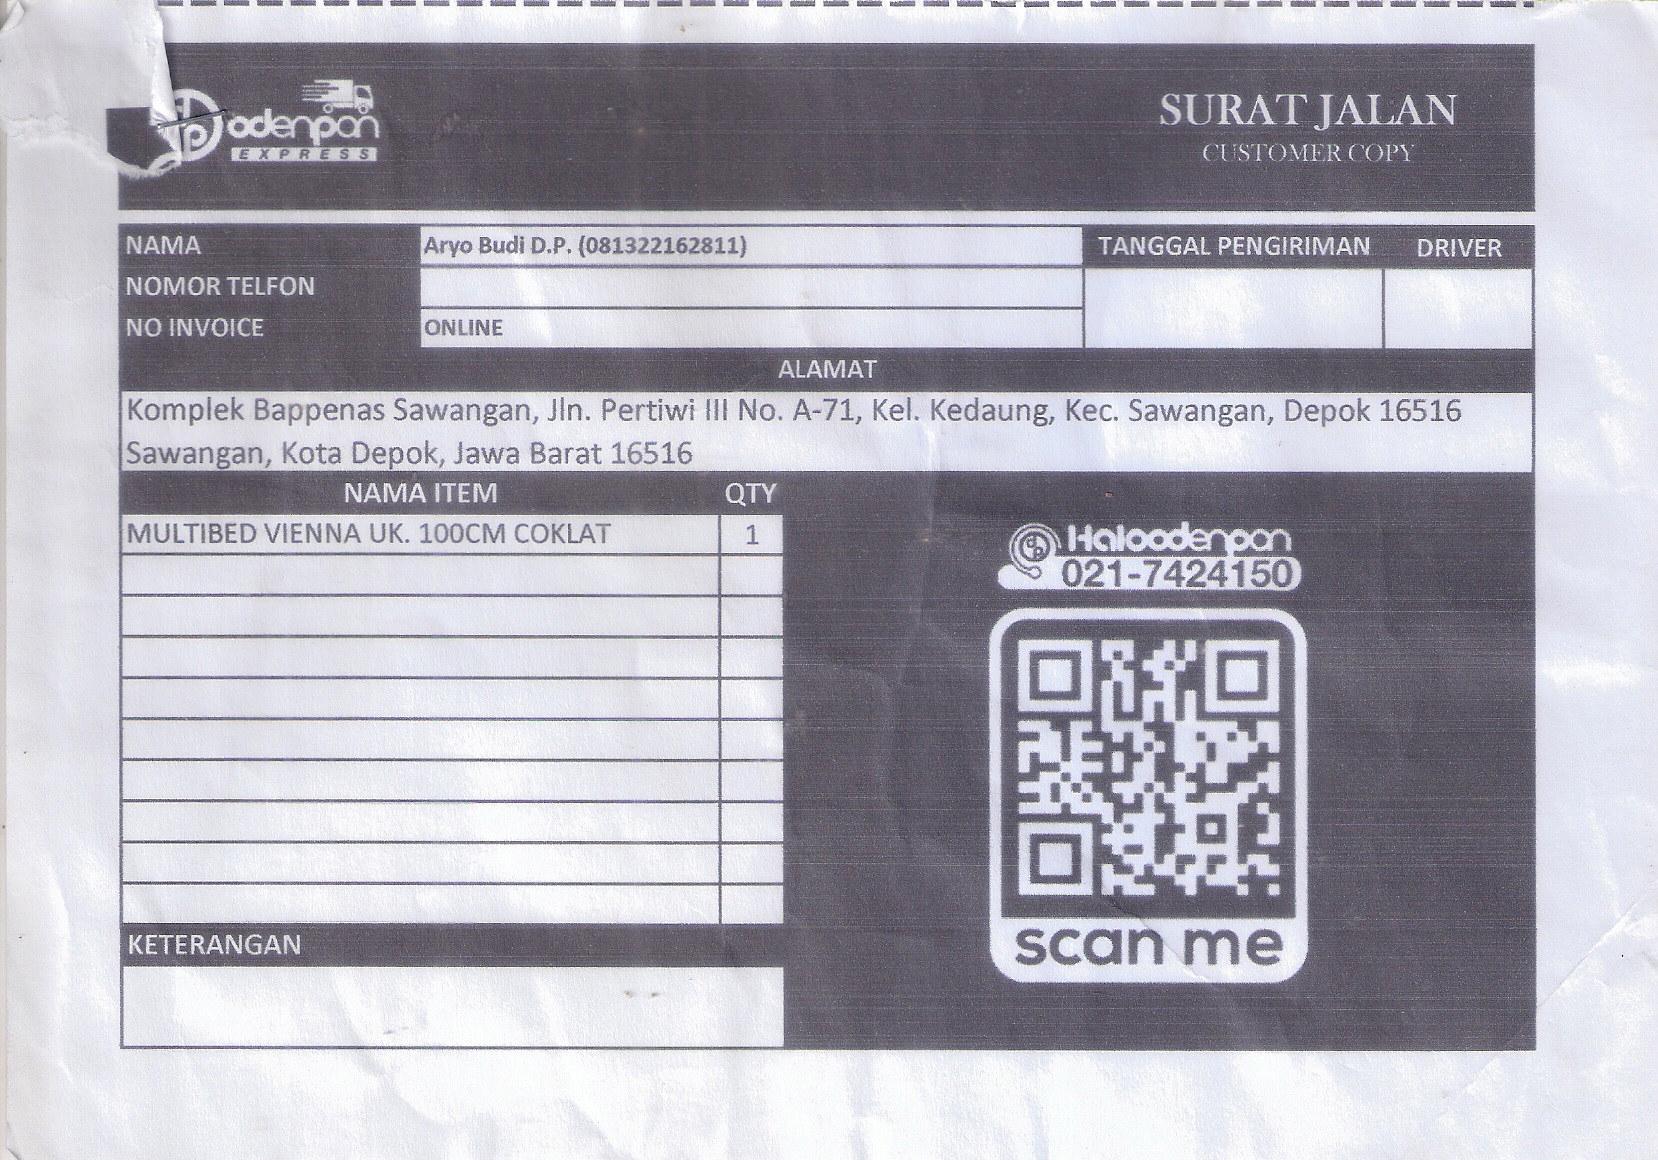 odenpon
EXPRESS
SURAT JALAN
CUSTOMER COPY
NAMA
Aryo Budi D.P. (081322162811)
TANGGAL PENGIRIMAN
DRIVER
NOMOR TELFON
NO INVOICE
ONLINE
ALAMAT
Komplek Bappenas Sawangan, Jln. Pertiwi III No. A-71, Kel. Kedaung, Kec. Sawangan, Depok 16516
Sawangan, Kota Depok, Jawa Barat 16516
NAMA ITEM
QTY
MULTIBED VIENNA UK. 100CM COKLAT
1
Haloodenpon
021-7424150
scan me
KETERANGAN